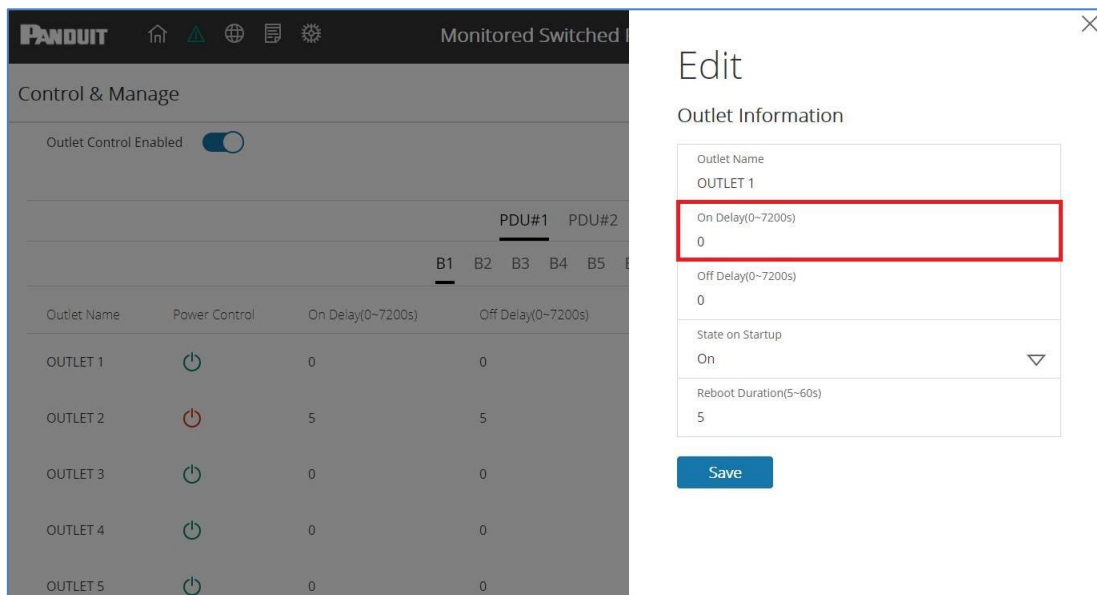 PANDUIT
Monitored Switched
Control & Manage
Outlet Control Enabled
PDU#1 PDU#2
B1 B2 B3 B4 B5
Outlet Name Power Control On Delay(0~7200s) Off Delay(0~7200s)
OUTLET 1 0 0
OUTLET 2 5 5
OUTLET 3 0 0
OUTLET 4 0 0
OUTLET 5 0 0
Edit
Outlet Information
Outlet Name
OUTLET 1
On Delay(0~7200s)
0
Off Delay(0~7200s)
0
State on Startup
On
Reboot Duration(5~60s)
5
Save